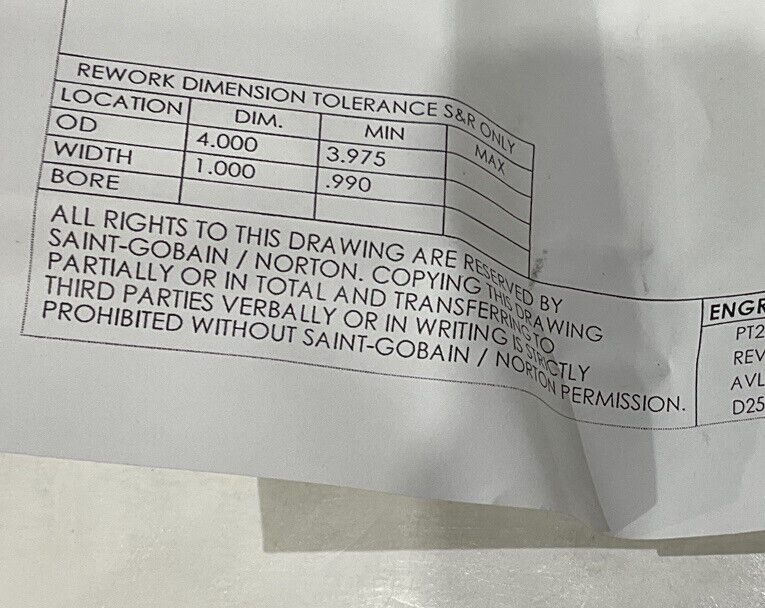 REWORK DIMENSION TOLERANCE S&R ONLY
LOCATION DIM. MIN MAX
OD 4.000 3.975
WIDTH 1.000 .990
BORE
ALL RIGHTS TO THIS DRAWING ARE RESERVED BY
SAINT-GOBAIN / NORTON. COPYING THIS DRAWING
PARTIALLY OR IN TOTAL AND TRANSFERRING TO
THIRD PARTIES VERBALLY OR IN WRITING IS STRICTLY
PROHIBITED WITHOUT SAINT-GOBAIN / NORTON PERMISSION.
ENGR
PT2
REV
AVL
D25